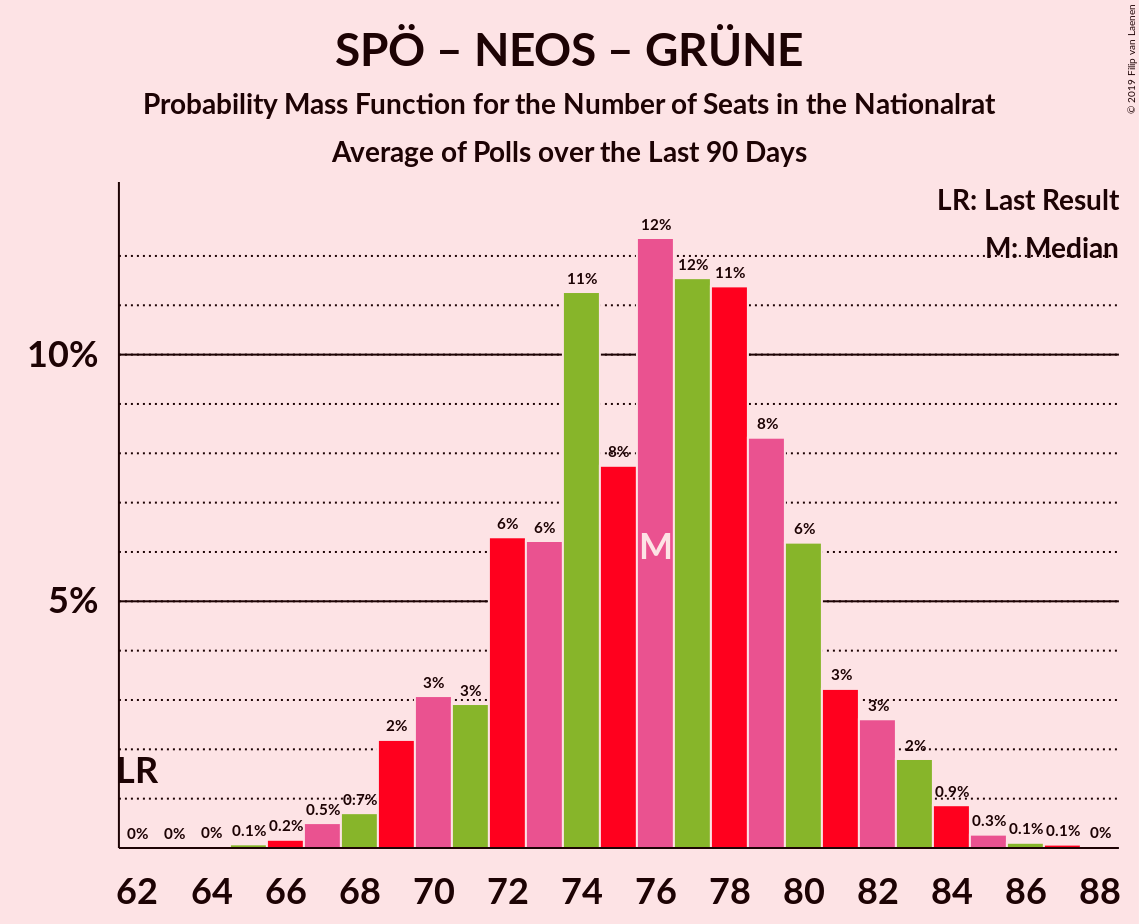 SPÖ – NEOS – GRÜNE
Probability Mass Function for the Number of Seats in the Nationalrat
Average of Polls over the Last 90 Days
© 2019 Filip van Laenen
LR: Last Result
M: Median
10%
5%
LR
M
0% 0% 0% 0.1% 0.2% 0.5% 0.7% 2% 3% 3% 6% 6% 11% 8% 12% 12% 11% 8% 6% 3% 3% 2% 0.9% 0.3% 0.1% 0.1% 0%
62 64 66 68 70 72 74 76 78 80 82 84 86 88